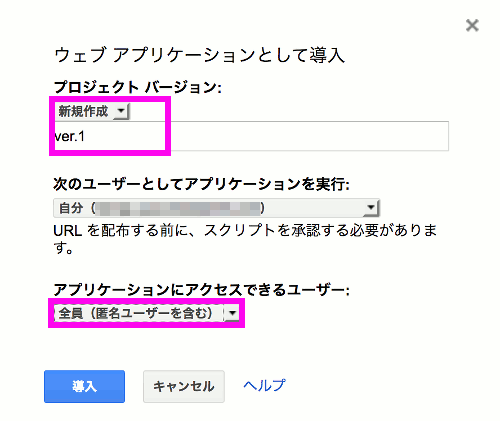 ウェブ アプリケーションとして導入
プロジェクト バージョン:
新規作成
ver.1
次のユーザーとしてアプリケーションを実行:
自分（ ）
URL を配布する前に、スクリプトを承認する必要がありま
す。
アプリケーションにアクセスできるユーザー:
全員（匿名ユーザーを含む）
導入 キャンセル ヘルプ